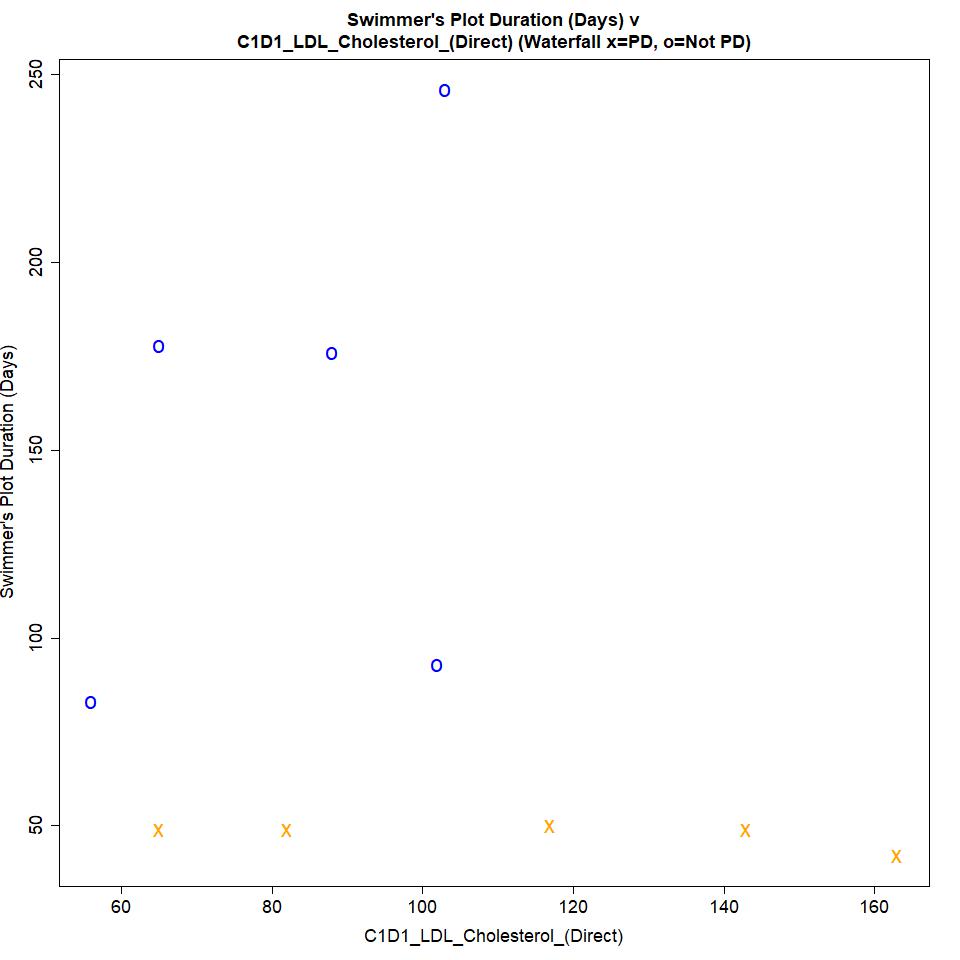 Swimmer's Plot Duration (Days) v
C1D1_LDL_Cholesterol_(Direct) (Waterfall x=PD, o=Not PD)
250
200
150
100
50
Swimmer's Plot Duration (Days)
O
O
O
O
O
X
X
X
X
X
60
80
100
120
140
160
C1D1_LDL_Cholesterol_(Direct)